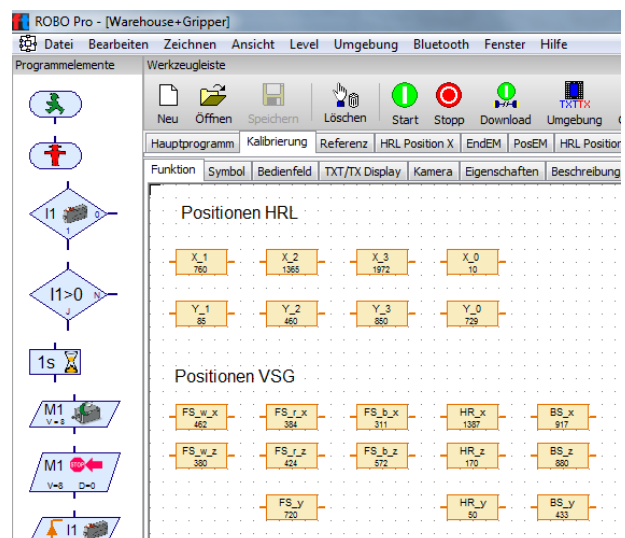 ROBO Pro - [Warehouse+Gripper]
Datei Bearbeiten Zeichnen Ansicht Level Umgebung Bluetooth Fenster Hilfe
Programmelemente
Werkzeugleiste
Neu Öffnen Speichern Löschen Start Stopp Download Umgebung
Hauptprogramm Kalibrierung Referenz HRL Position X EndEM PosEM HRL Position
Funktion Symbol Bedienfeld TXT/TX Display Kamera Eigenschaften Beschreibung
Positionen HRL
X_1 X_2 X_3 X_0
760 1365 1972 10
Y_1 Y_2 Y_3 Y_0
85 460 850 729
Positionen VSG
FS_w_x FS_r_x FS_b_x HR_x BS_x
462 384 311 1387 917
FS_w_z FS_r_z FS_b_z HR_z BS_z
380 424 572 170 880
FS_y HR_y BS_y
720 50 433
I1 0
1
I1>0 N
J
1s
M1
V=8
M1 STOP
V=8 D=0
I1